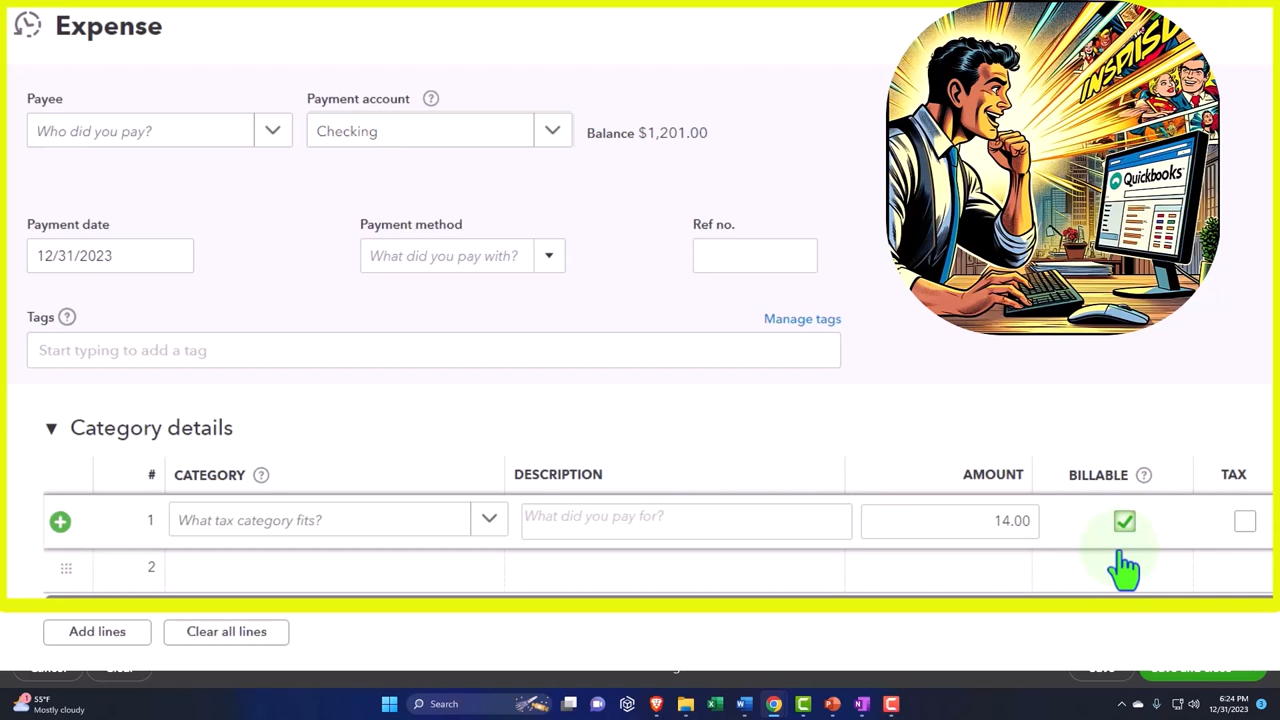 Expense
Payee
Payment account ?
Who did you pay?
Checking
Balance $1,201.00
INSPISL
Quickbooks
Payment date
Payment method
Ref no.
12/31/2023
What did you pay with?
Tags ?
Manage tags
Start typing to add a tag
Category details
# CATEGORY ? DESCRIPTION AMOUNT BILLABLE ? TAX
1 What tax category fits? What did you pay for? 14.00
2
Add lines
Clear all lines
1
55°F
Mostly cloudy
Search
6:24 PM
12/31/2023
3